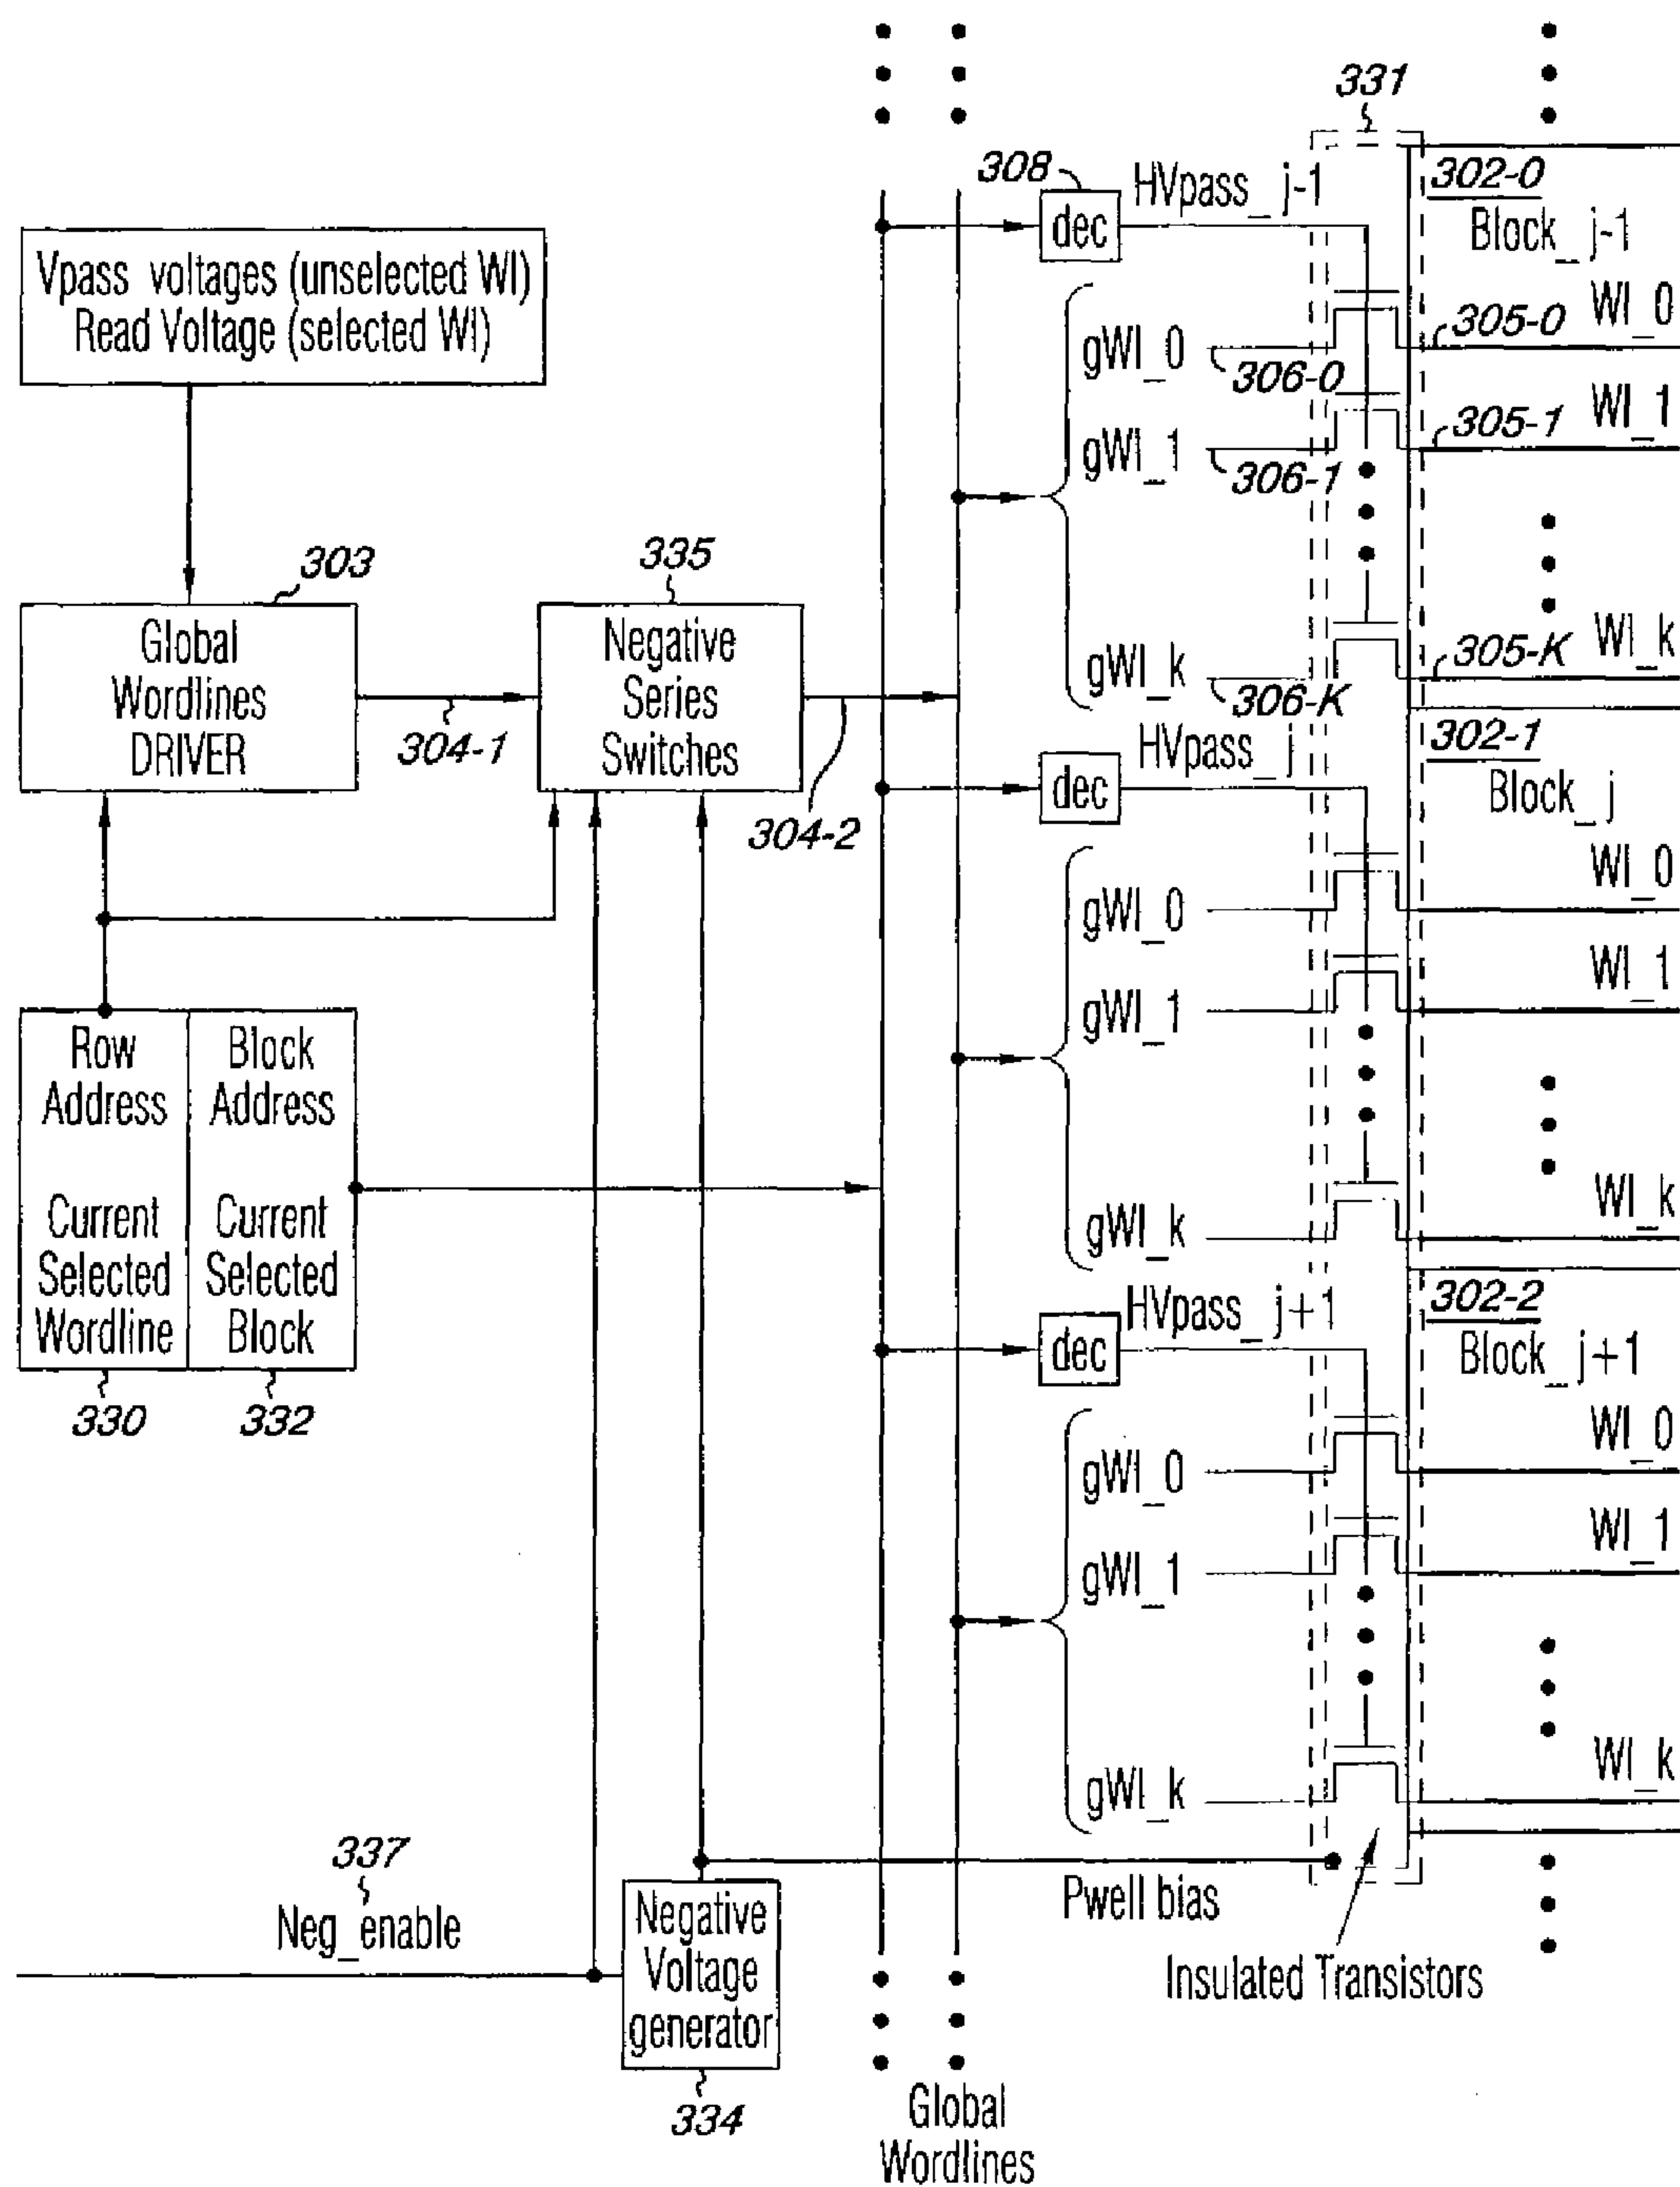 331
308
HVpass_j-1
302-0
Block_j-1
dec
Vpass voltages (unselected Wl)
Read Voltage (selected Wl)
gWl_0
306-0
305-0
Wl_0
gWl_1
306-1
305-1
Wl_1
gWl_k
306-K
305-K
Wl_k
303
Global
Wordlines
DRIVER
304-1
335
Negative
Series
Switches
304-2
HVpass_j
302-1
Block_j
dec
gWl_0
Wl_0
gWl_1
Wl_1
gWl_k
Wl_k
Row
Address
Current
Selected
Wordline
330
Block
Address
Current
Selected
Block
332
HVpass_j+1
302-2
Block_j+1
dec
gWl_0
Wl_0
gWl_1
Wl_1
gWl_k
Wl_k
337
Neg_enable
Negative
Voltage
generator
334
Pwell bias
Insulated Transistors
Global
Wordlines